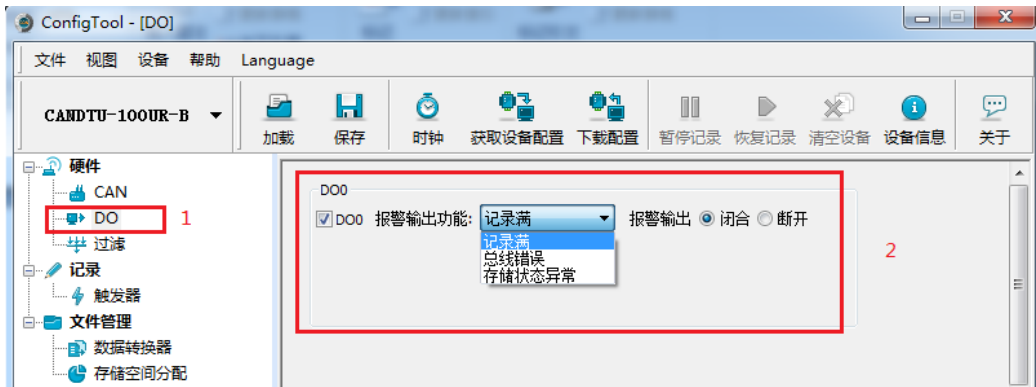 ConfigTool - [DO]
文件 视图 设备 帮助 Language
CANDTU-100UR-B
加载 保存 时钟 获取设备配置 下载配置 暂停记录 恢复记录 清空设备 设备信息 关于
硬件
CAN
DO 1
过滤
记录
触发器
文件管理
数据转换器
存储空间分配
DO0
DO0 报警输出功能: 记录满 报警输出 闭合 断开
记录满
总线错误
存储状态异常
2